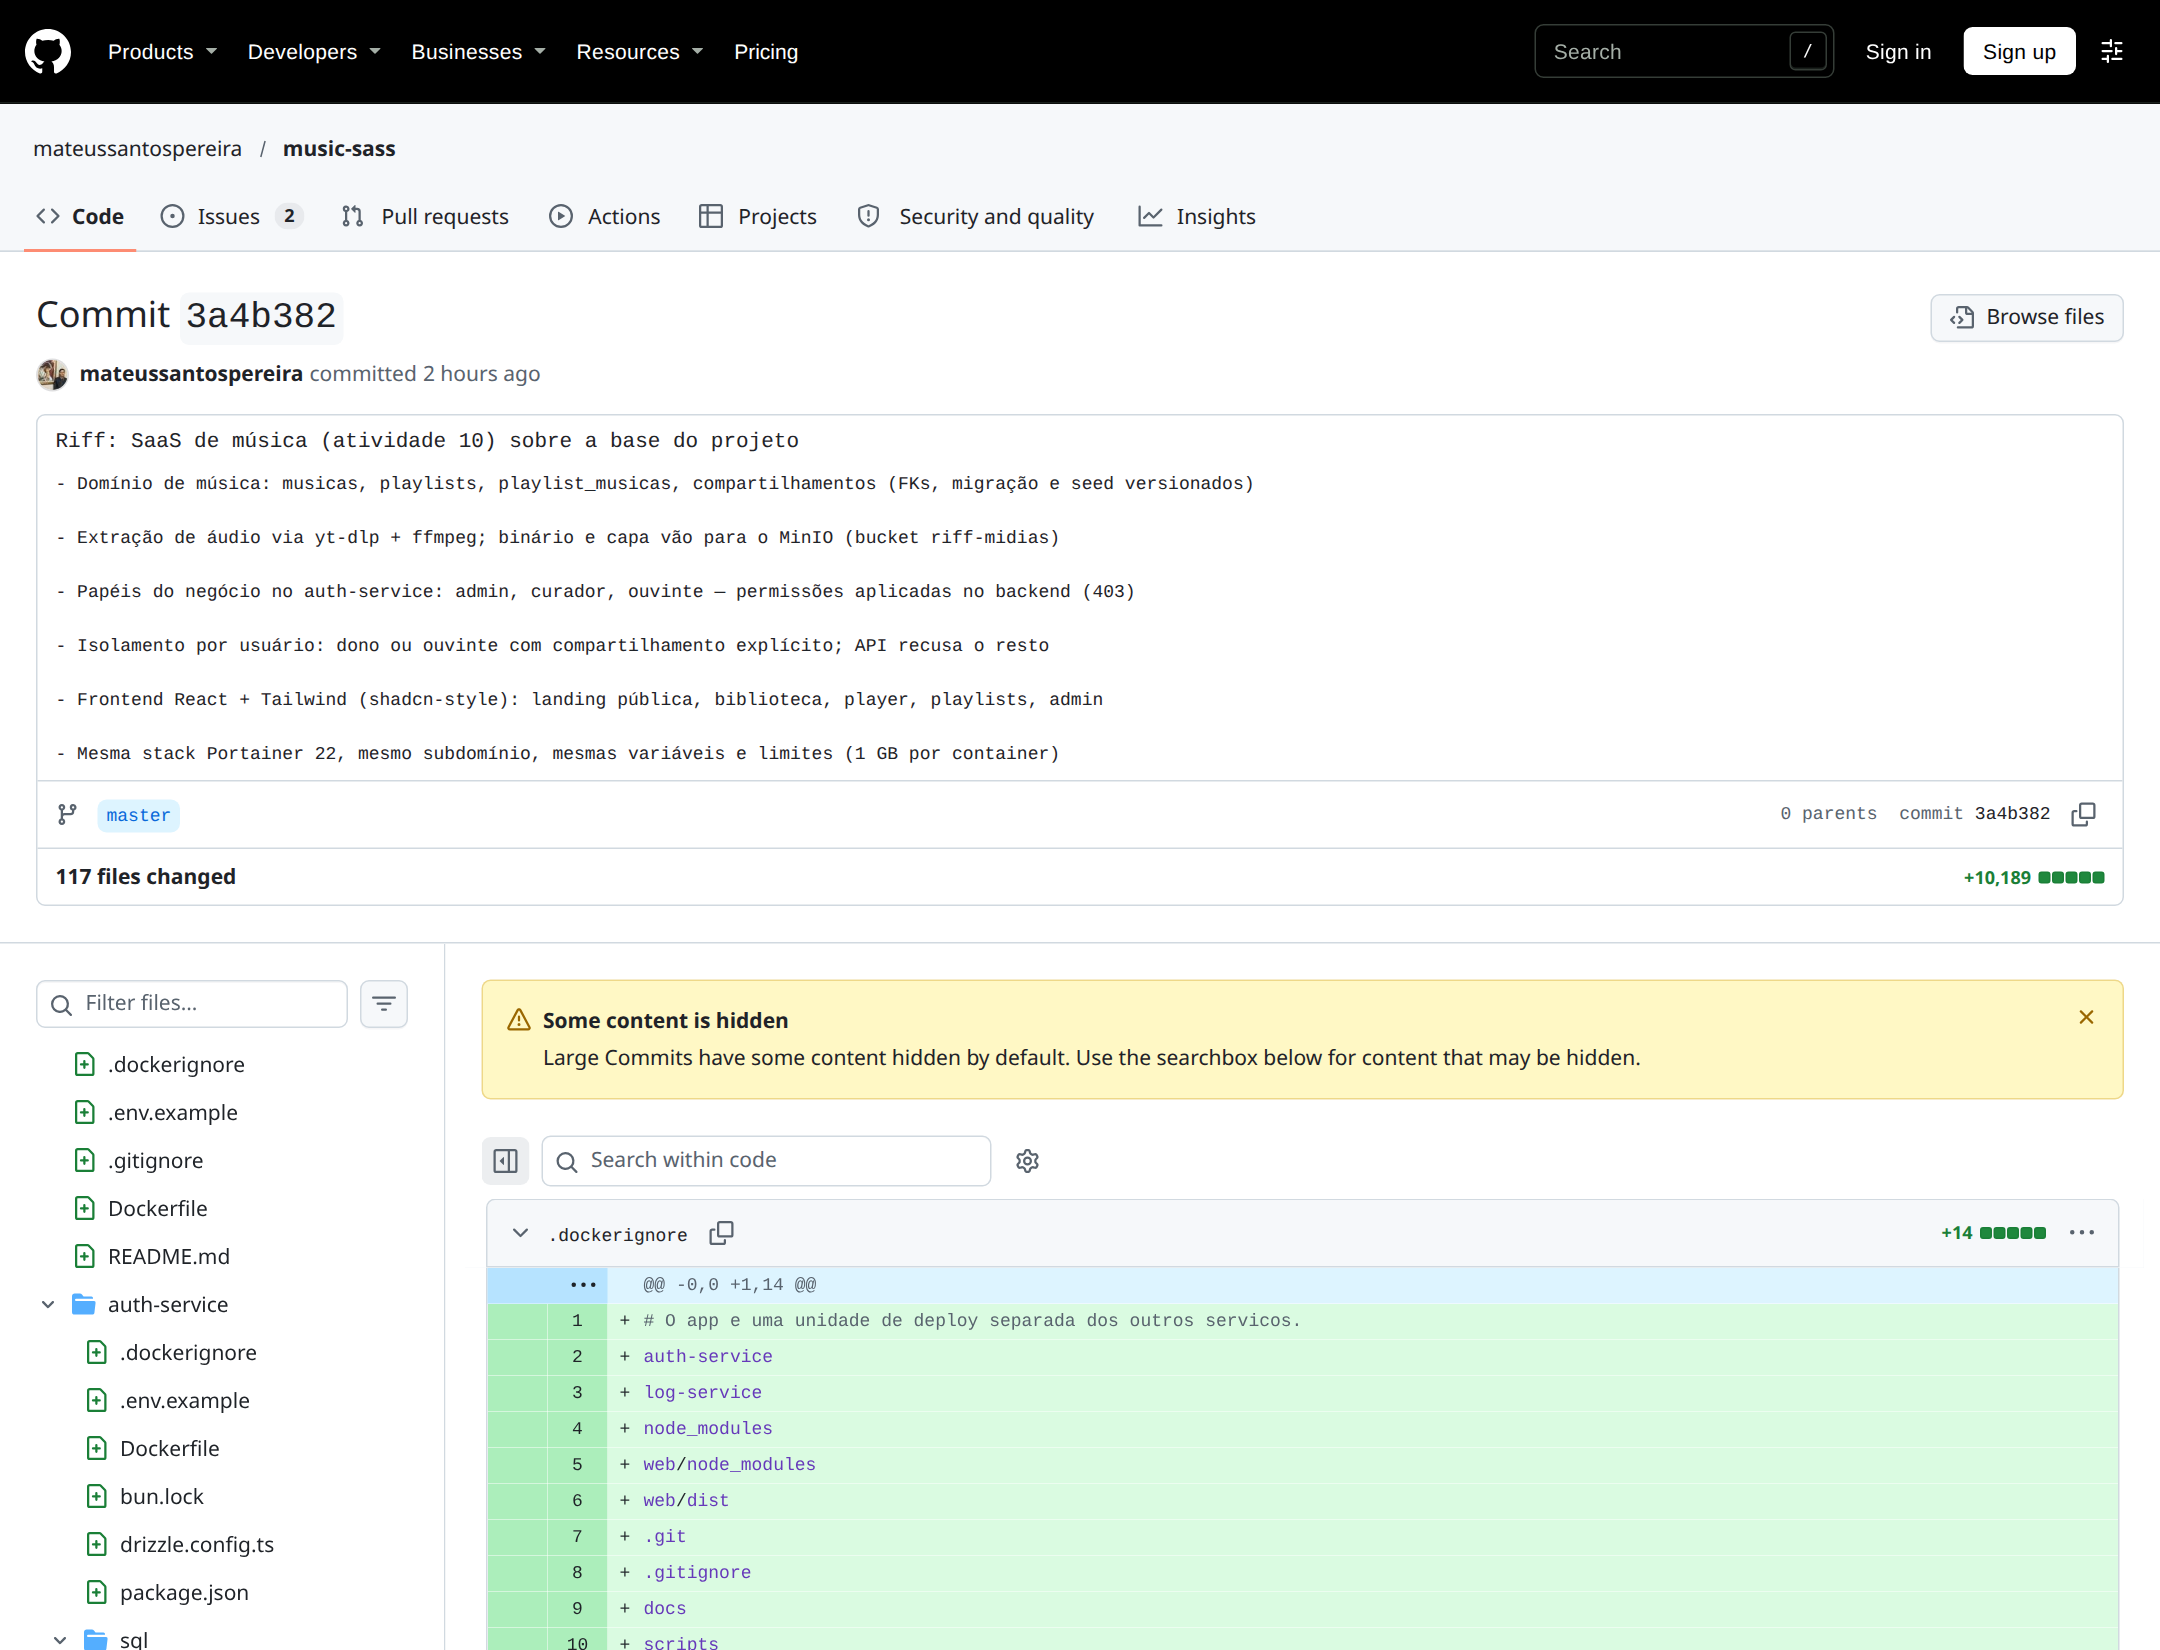 Products Developers Businesses Resources Pricing Search / Sign in Sign up
mateussantospereira / music-sass
Code Issues 2 Pull requests Actions Projects Security and quality Insights
Commit 3a4b382
Browse files
mateussantospereira committed 2 hours ago
Riff: SaaS de música (atividade 10) sobre a base do projeto
- Domínio de música: musicas, playlists, playlist_musicas, compartilhamentos (FKs, migração e seed versionados)
- Extração de áudio via yt-dlp + ffmpeg; binário e capa vão para o MinIO (bucket riff-midias)
- Papéis do negócio no auth-service: admin, curador, ouvinte — permissões aplicadas no backend (403)
- Isolamento por usuário: dono ou ouvinte com compartilhamento explícito; API recusa o resto
- Frontend React + Tailwind (shadcn-style): landing pública, biblioteca, player, playlists, admin
- Mesma stack Portainer 22, mesmo subdomínio, mesmas variáveis e limites (1 GB por container)
master 0 parents commit 3a4b382
117 files changed +10,189
Filter files...
.dockerignore
.env.example
.gitignore
Dockerfile
README.md
auth-service
.dockerignore
.env.example
Dockerfile
bun.lock
drizzle.config.ts
package.json
sql
Some content is hidden
Large Commits have some content hidden by default. Use the searchbox below for content that may be hidden.
Search within code
.dockerignore +14
@@ -0,0 +1,14 @@
1 + # O app e uma unidade de deploy separada dos outros servicos.
2 + auth-service
3 + log-service
4 + node_modules
5 + web/node_modules
6 + web/dist
7 + .git
8 + .gitignore
9 + docs
10 + scripts